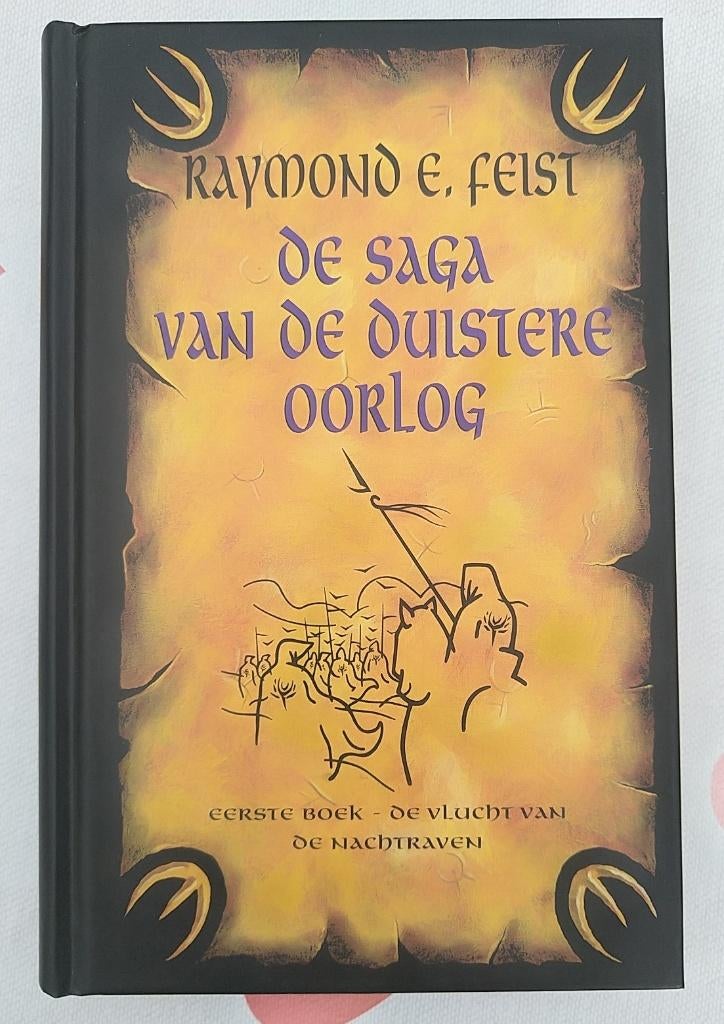 RAYMOND E. FEIST
DE SAGA
VAN DE DUISTERE
OORLOG
EERSTE BOEK - DE VLUCHT VAN
DE NACHTRAVEN